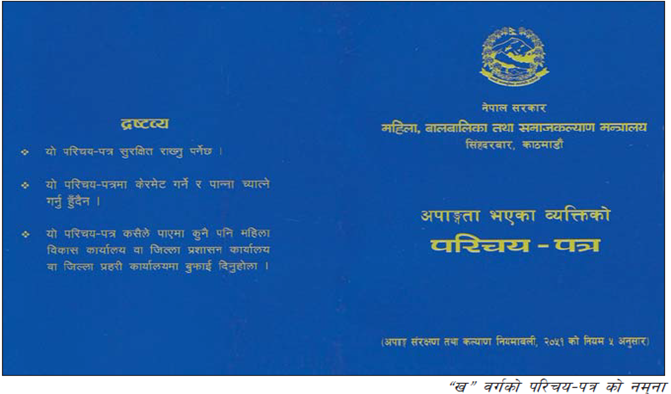 द्रष्टव्य
❖ यो परिचय-पत्र सुरक्षित राख्नु पर्नेछ ।
❖ यो परिचय-पत्रमा केरमेट गर्ने र पान्ना च्यात्ने
गर्नु हुँदैन ।
❖ यो परिचय-पत्र कसैले पाएमा कुनै पनि महिला
विकास कार्यालय वा जिल्ला प्रशासन कार्यालय
वा जिल्ला प्रहरी कार्यालयमा बुझाई दिनुहोला ।
नेपाल सरकार
महिला, बालबालिका तथा समाजकल्याण मन्त्रालय
सिंहदरबार, काठमाडौं
अपाङ्गता भएका व्यक्तिको
परिचय - पत्र
(अपाङ्ग संरक्षण तथा कल्याण नियमावली, २०५१ को नियम ५ अनुसार)
“ख” वर्गको परिचय-पत्र को नमूना